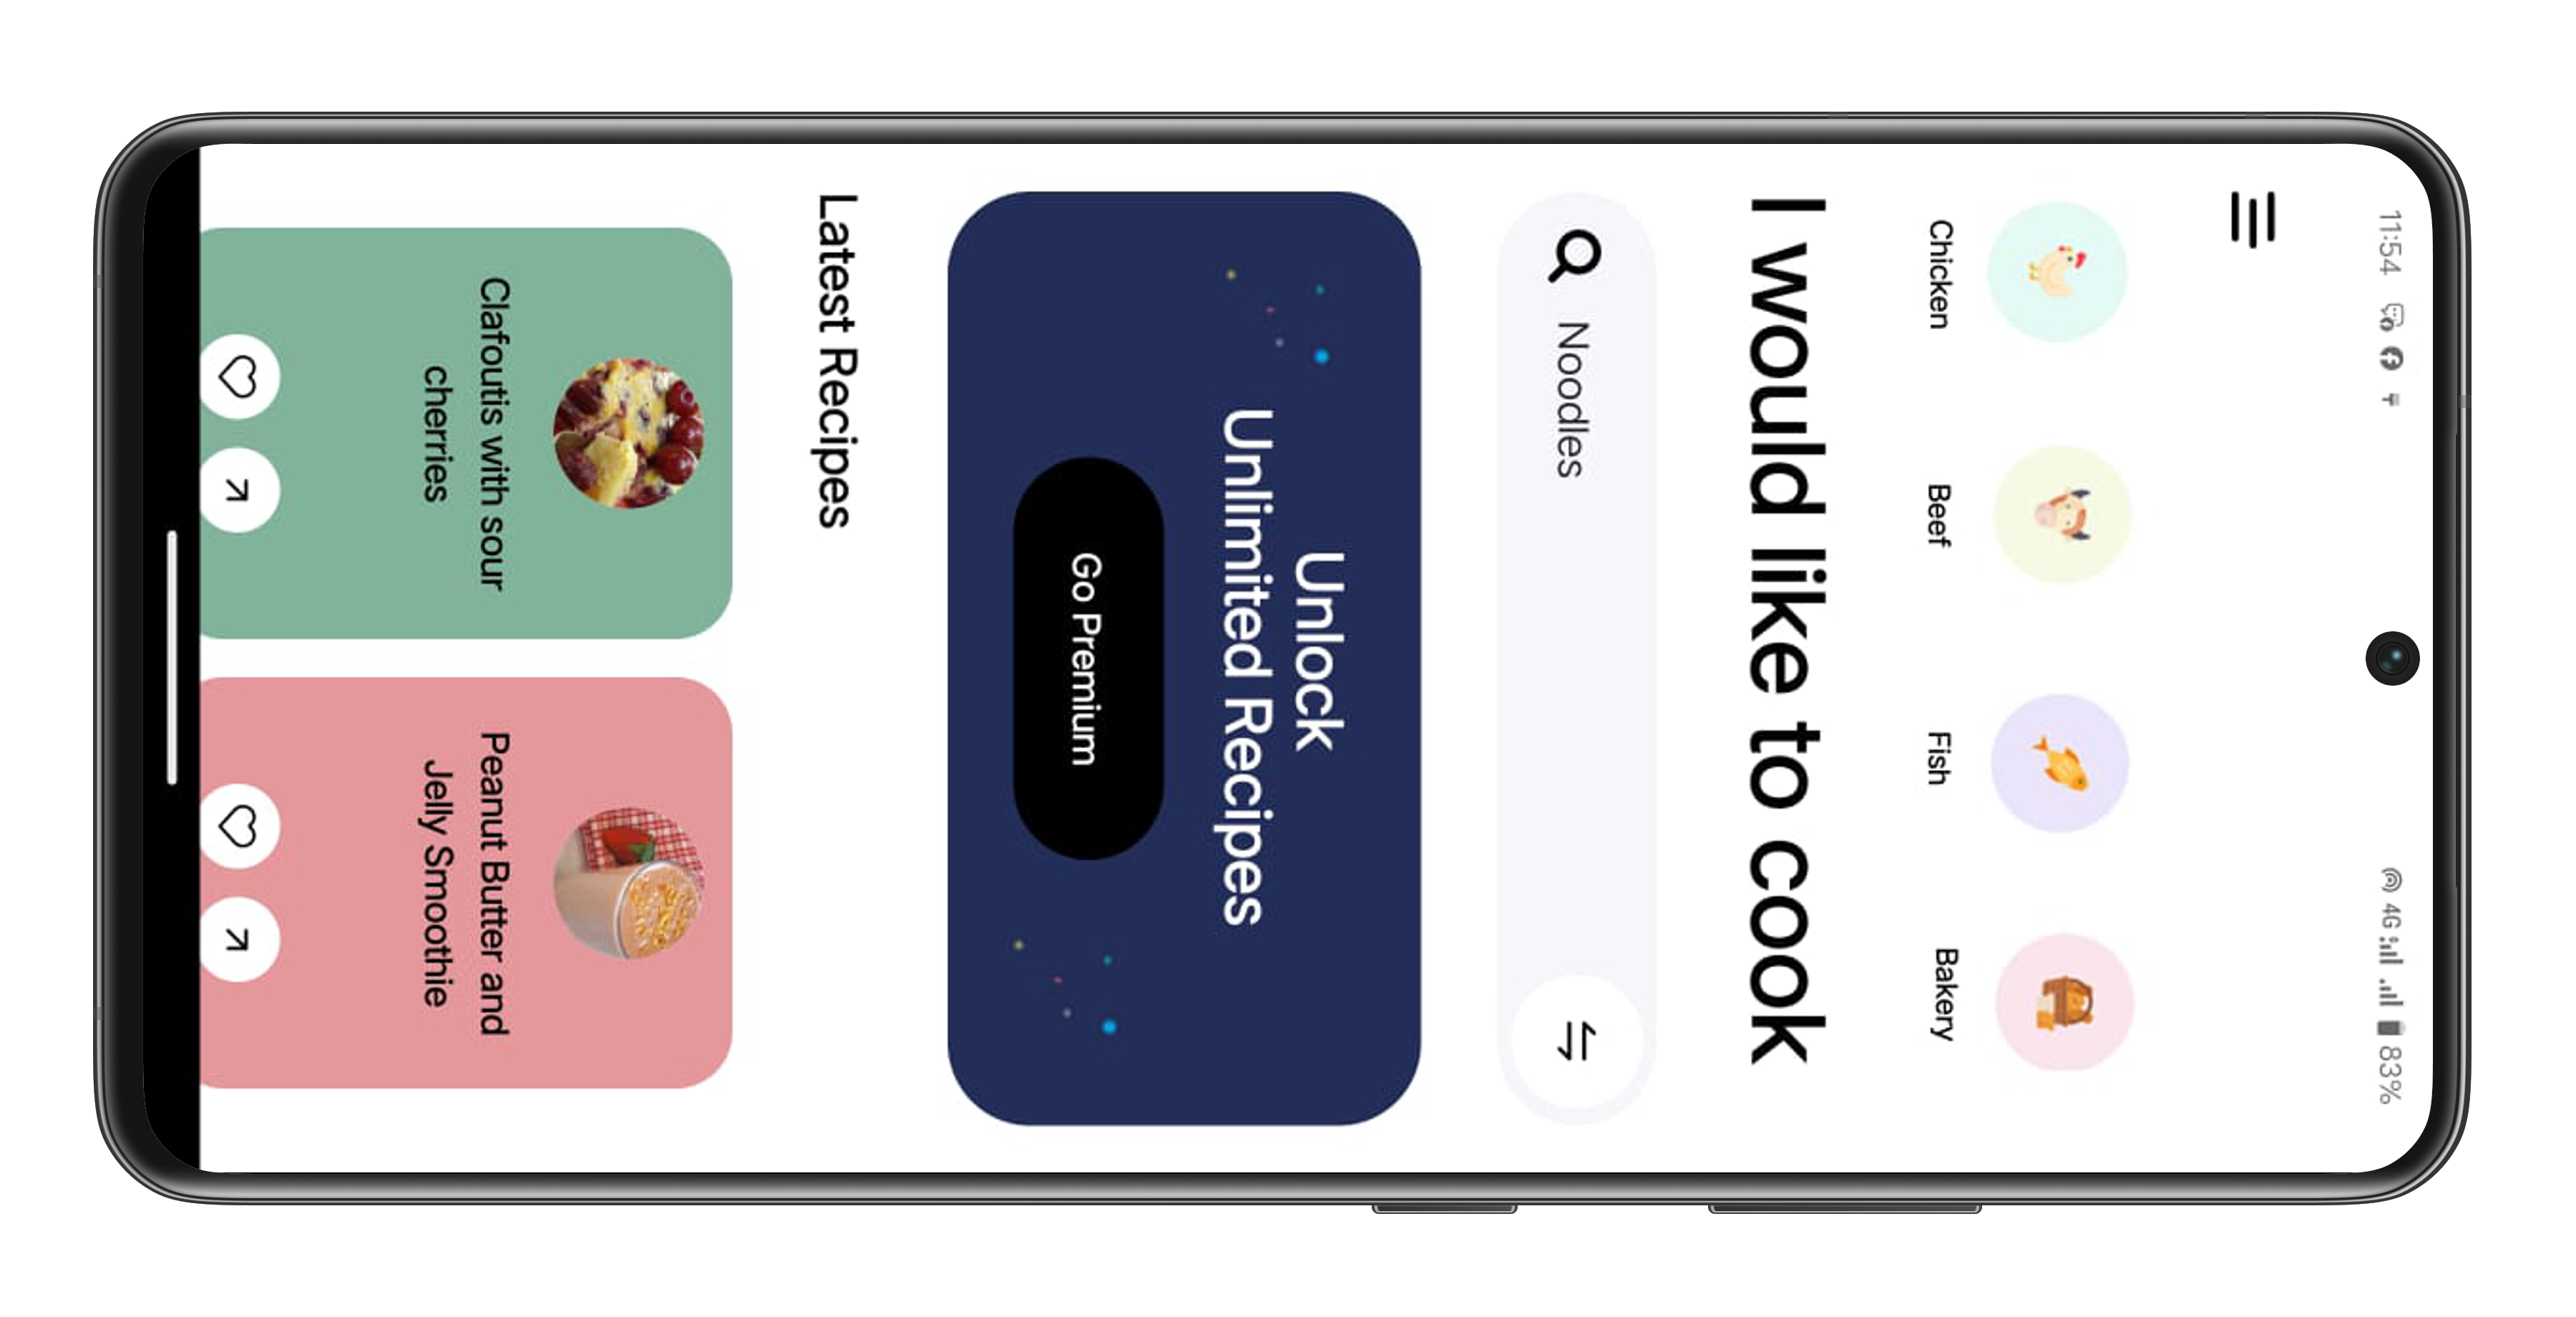 11:54
4G 83%
Chicken
Beef
Fish
Bakery
I would like to cook
Noodles
Unlock
Unlimited Recipes
Go Premium
Latest Recipes
Clafoutis with sour
cherries
Peanut Butter and
Jelly Smoothie